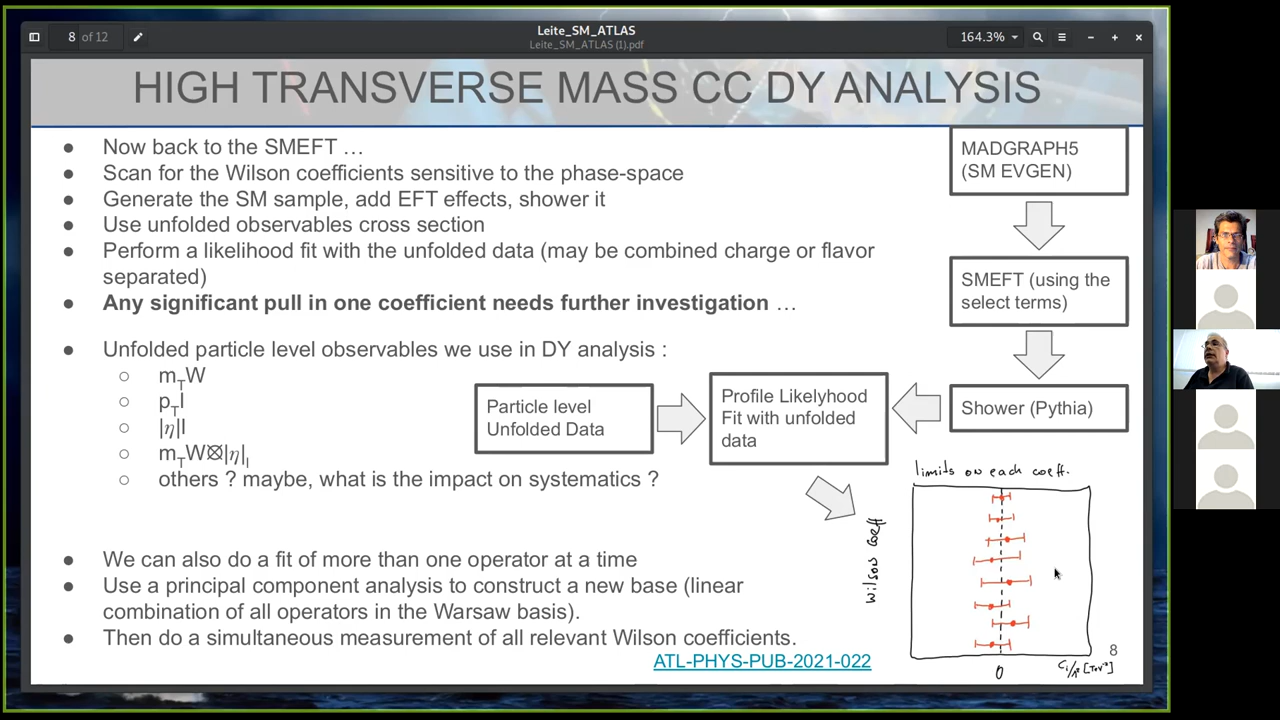 8 of 12
Leite_SM_ATLAS
Leite_SM_ATLAS (1).pdf
164.3%
HIGH TRANSVERSE MASS CC DY ANALYSIS
● Now back to the SMEFT …
● Scan for the Wilson coefficients sensitive to the phase-space
● Generate the SM sample, add EFT effects, shower it
● Use unfolded observables cross section
● Perform a likelihood fit with the unfolded data (may be combined charge or flavor
separated)
● Any significant pull in one coefficient needs further investigation …
● Unfolded particle level observables we use in DY analysis :
○ mTW
○ pTl
○ |η|l
○ mTW⊗|η|l
○ others ? maybe, what is the impact on systematics ?
● We can also do a fit of more than one operator at a time
● Use a principal component analysis to construct a new base (linear
combination of all operators in the Warsaw basis).
● Then do a simultaneous measurement of all relevant Wilson coefficients.
ATL-PHYS-PUB-2021-022
MADGRAPH5
(SM EVGEN)
SMEFT (using the
select terms)
Shower (Pythia)
Profile Likelyhood
Fit with unfolded
data
Particle level
Unfolded Data
limits on each coeff.
Wilson coeff
0
Ci/Λ² [TeV⁻²]
8